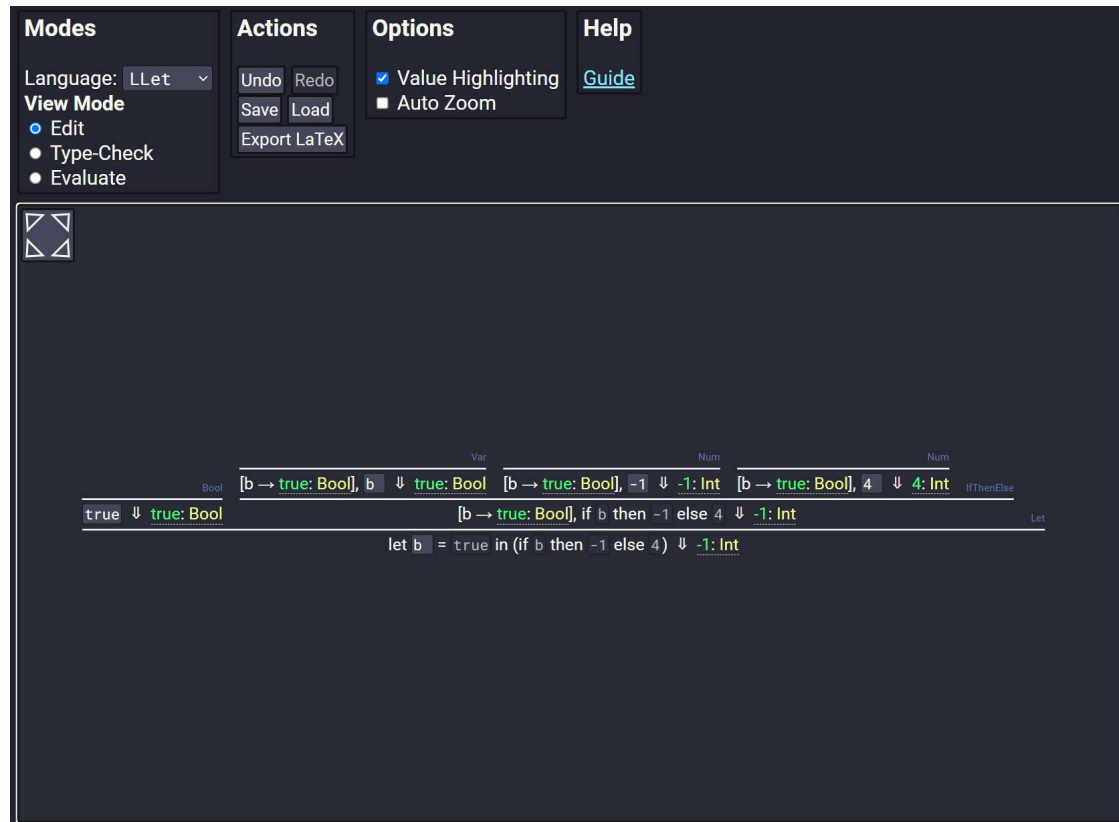 Modes
Language: LLet
View Mode
Edit
Type-Check
Evaluate
Actions
Undo Redo
Save Load
Export LaTeX
Options
Value Highlighting
Auto Zoom
Help
Guide
Var Num Num
Bool [b → true: Bool], b ⇓ true: Bool [b → true: Bool], -1 ⇓ -1: Int [b → true: Bool], 4 ⇓ 4: Int IfThenElse
true ⇓ true: Bool [b → true: Bool], if b then -1 else 4 ⇓ -1: Int Let
let b = true in (if b then -1 else 4) ⇓ -1: Int